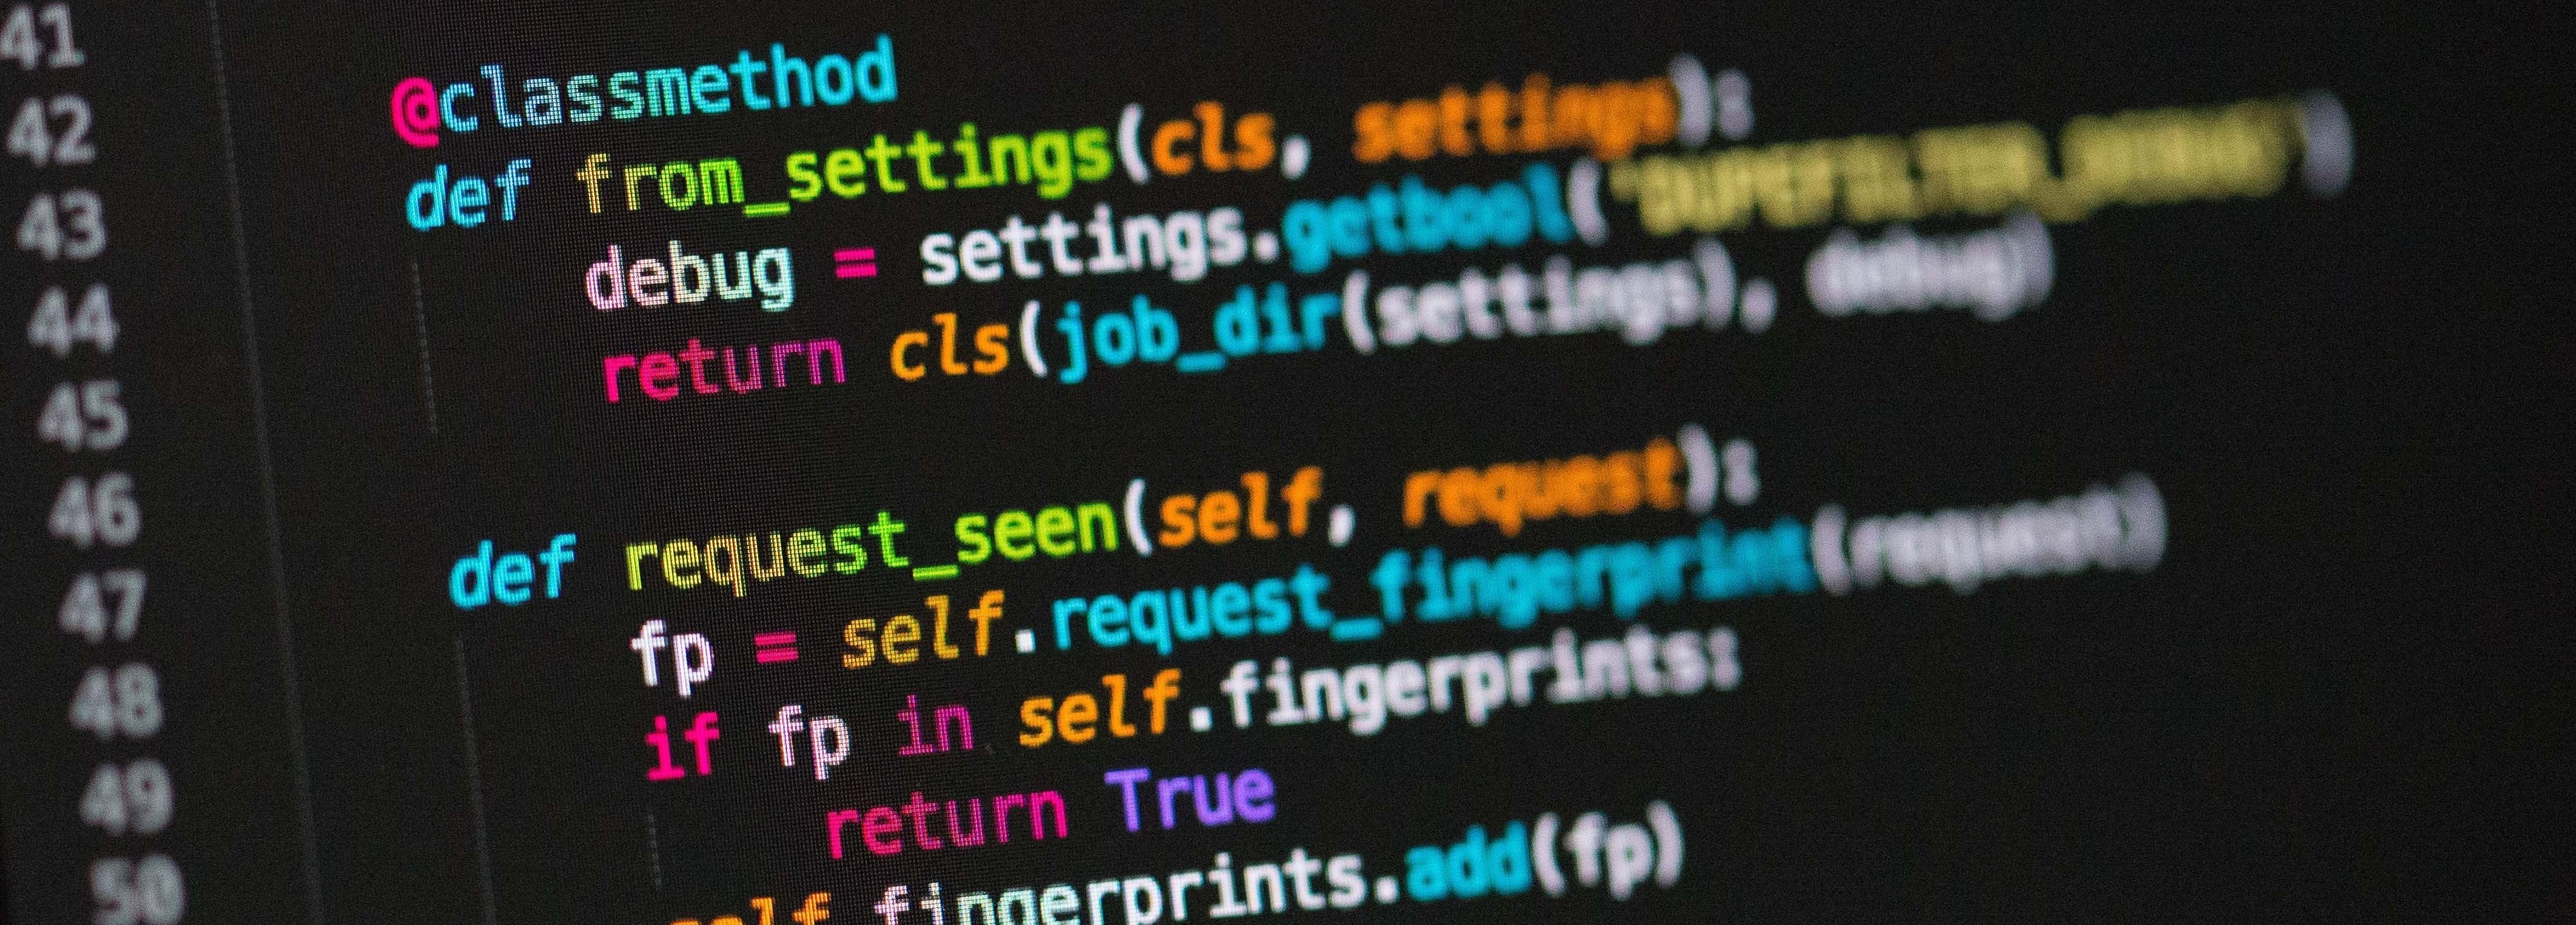 41
42 @classmethod
43 def from_settings(cls, settings):
44 debug = settings.getbool('DUPEFILTER_DEBUG')
45 return cls(job_dir(settings), debug)
46
47 def request_seen(self, request):
48 fp = self.request_fingerprint(request)
49 if fp in self.fingerprints:
50 return True
self.fingerprints.add(fp)